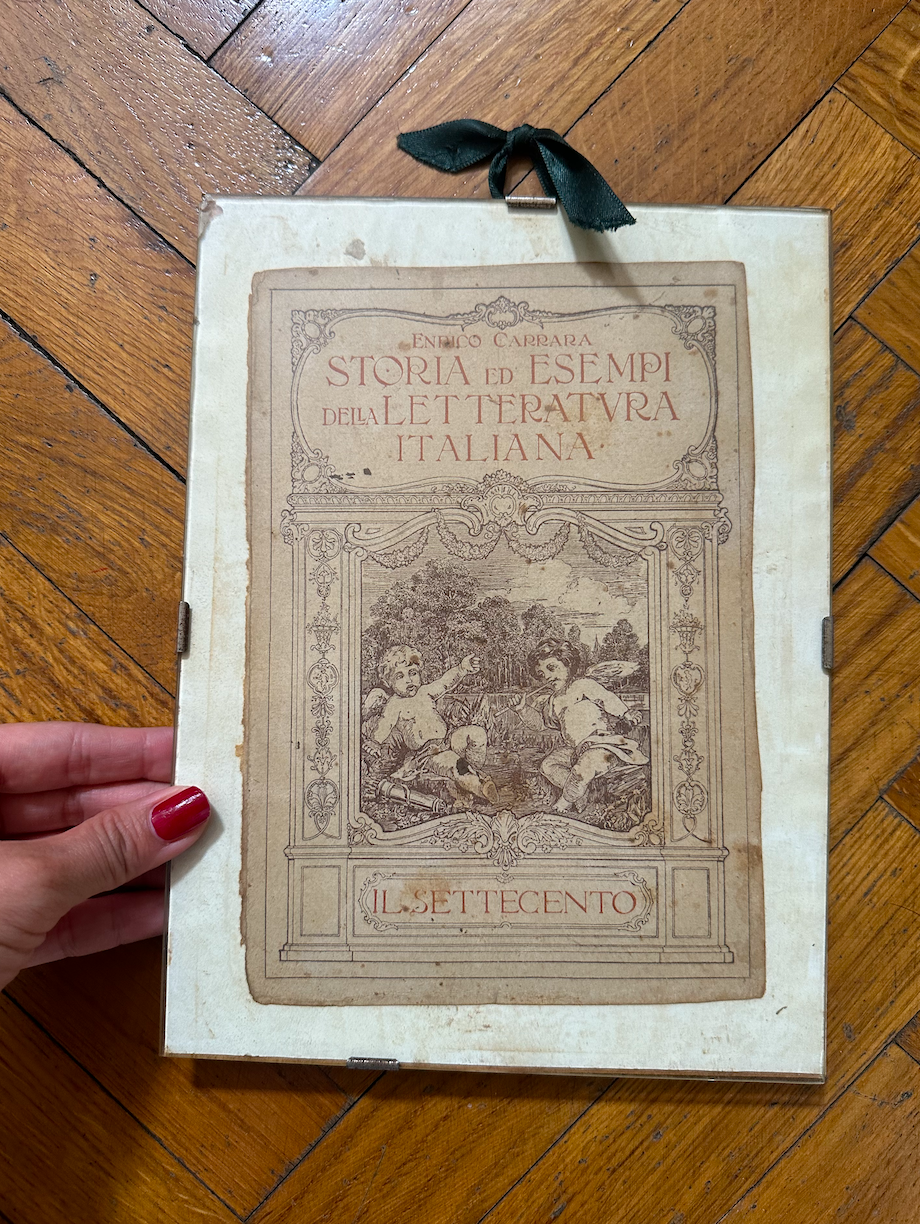 ENRICO CARRARA
STORIA ED ESEMPI
DELLA LETTERATVRA
ITALIANA
IL SETTECENTO